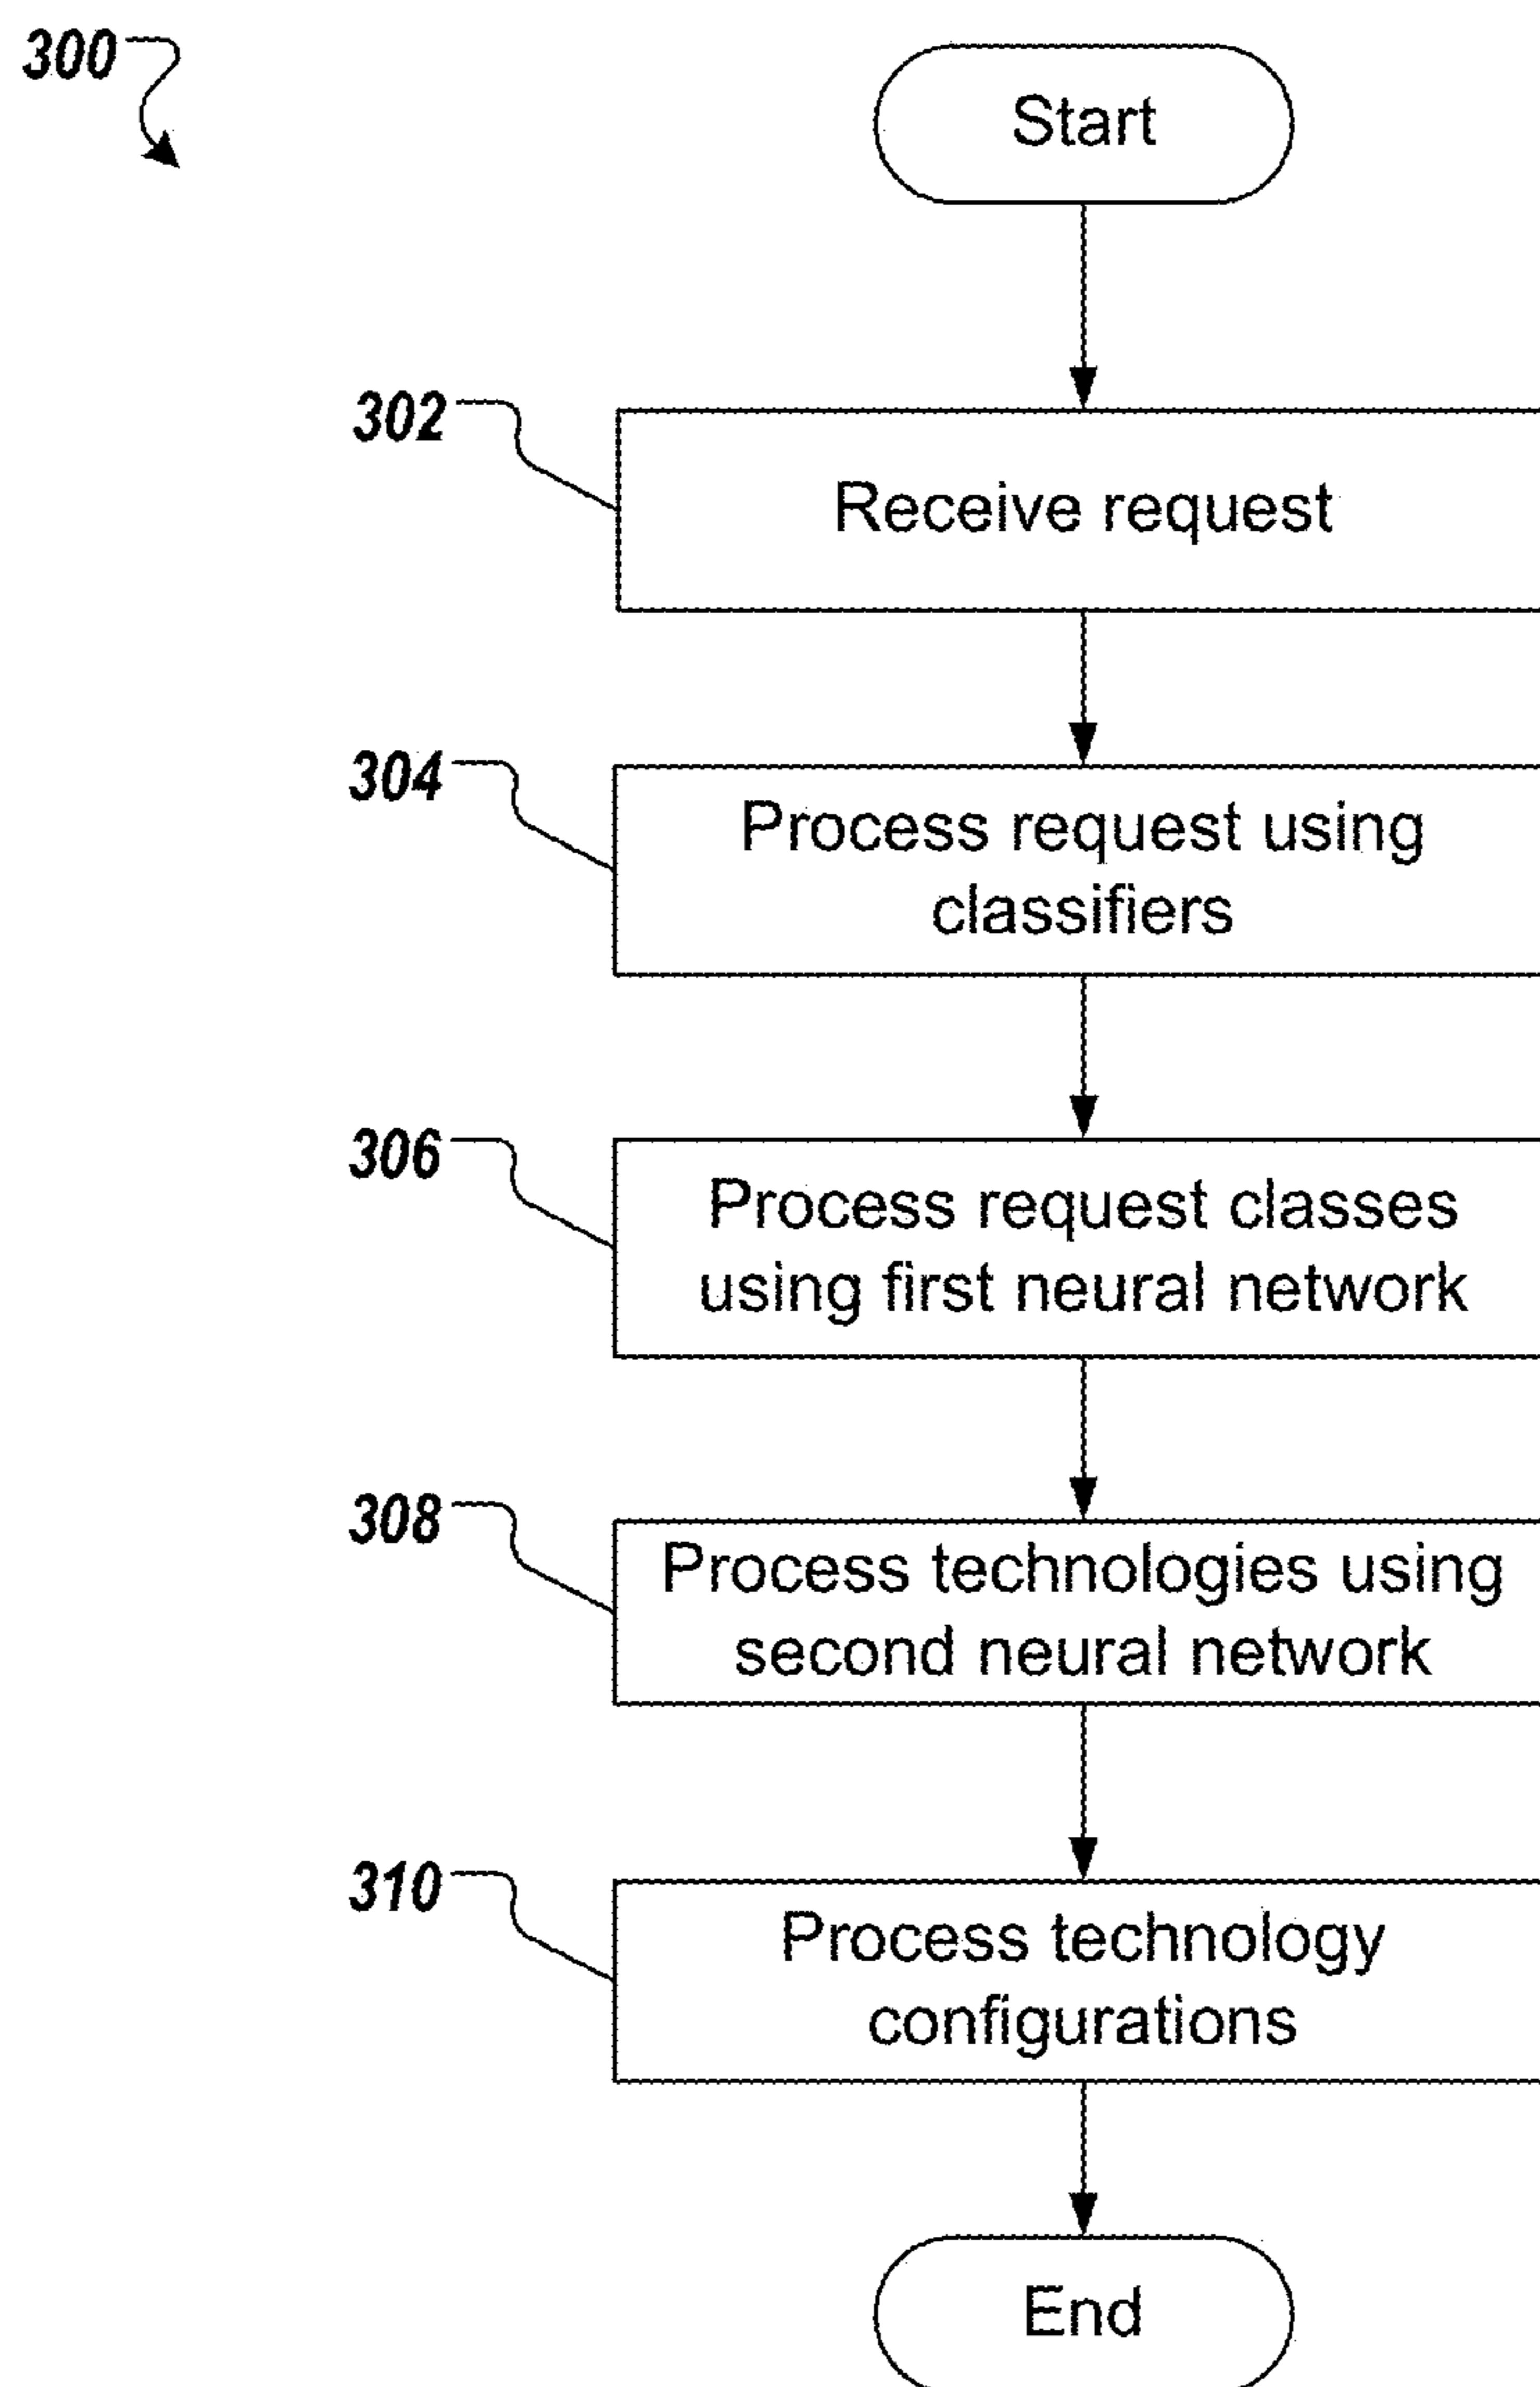 300
Start
302
Receive request
304
Process request using
classifiers
306
Process request classes
using first neural network
308
Process technologies using
second neural network
310
Process technology
configurations
End